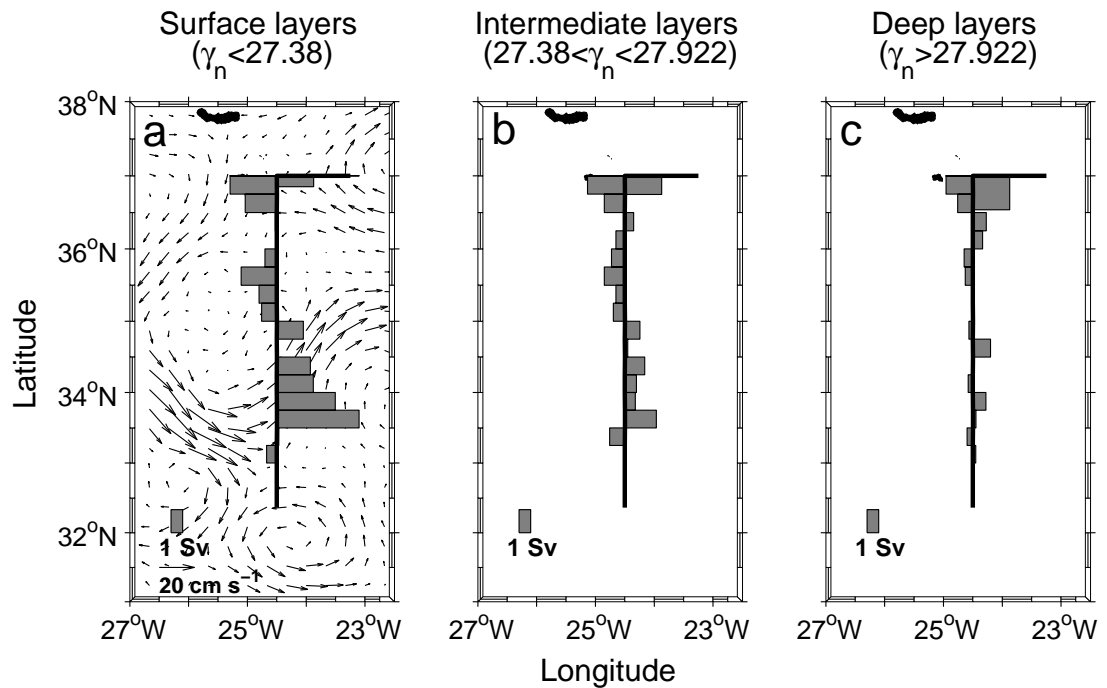 Surface layers
(γn<27.38)
Intermediate layers
(27.38<γn<27.922)
Deep layers
(γn>27.922)
a
b
c
38°N
36°N
34°N
32°N
Latitude
1 Sv
20 cm s−1
1 Sv
1 Sv
27°W 25°W 23°W
27°W 25°W 23°W
27°W 25°W 23°W
Longitude